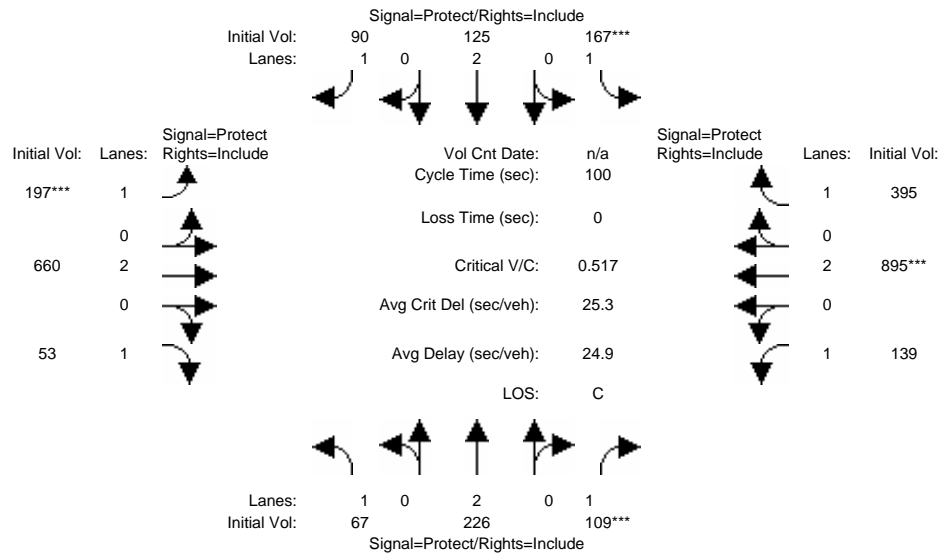 Signal=Protect/Rights=Include
Initial Vol: 90 125 167***
Lanes: 1 0 2 0 1
Signal=Protect Signal=Protect
Initial Vol: Lanes: Rights=Include Vol Cnt Date: n/a Rights=Include Lanes: Initial Vol:
Cycle Time (sec): 100
197*** 1 1 395
Loss Time (sec): 0
0 0
660 2 Critical V/C: 0.517 2 895***
0 Avg Crit Del (sec/veh): 25.3 0
53 1 Avg Delay (sec/veh): 24.9 1 139
LOS: C
Lanes: 1 0 2 0 1
Initial Vol: 67 226 109***
Signal=Protect/Rights=Include